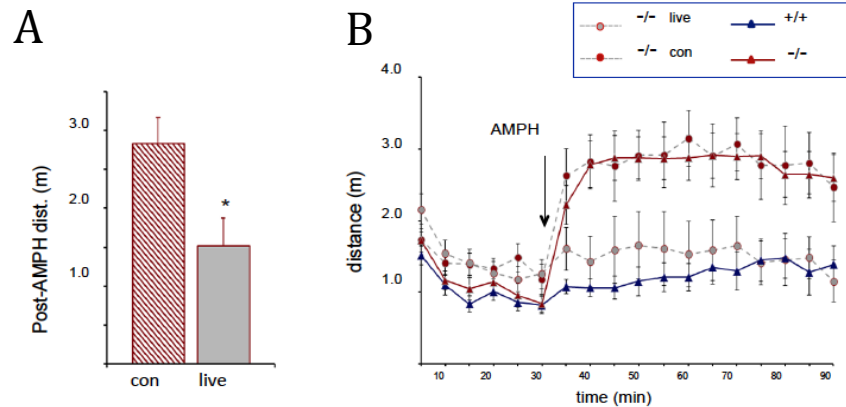 A
B
-/- live
+/+
-/- con
-/-
Post-AMPH dist. (m)
3.0
2.0
1.0
*
con live
distance (m)
4.0
3.0
2.0
1.0
AMPH
10 20 30 40 50 60 70 80 90
time (min)